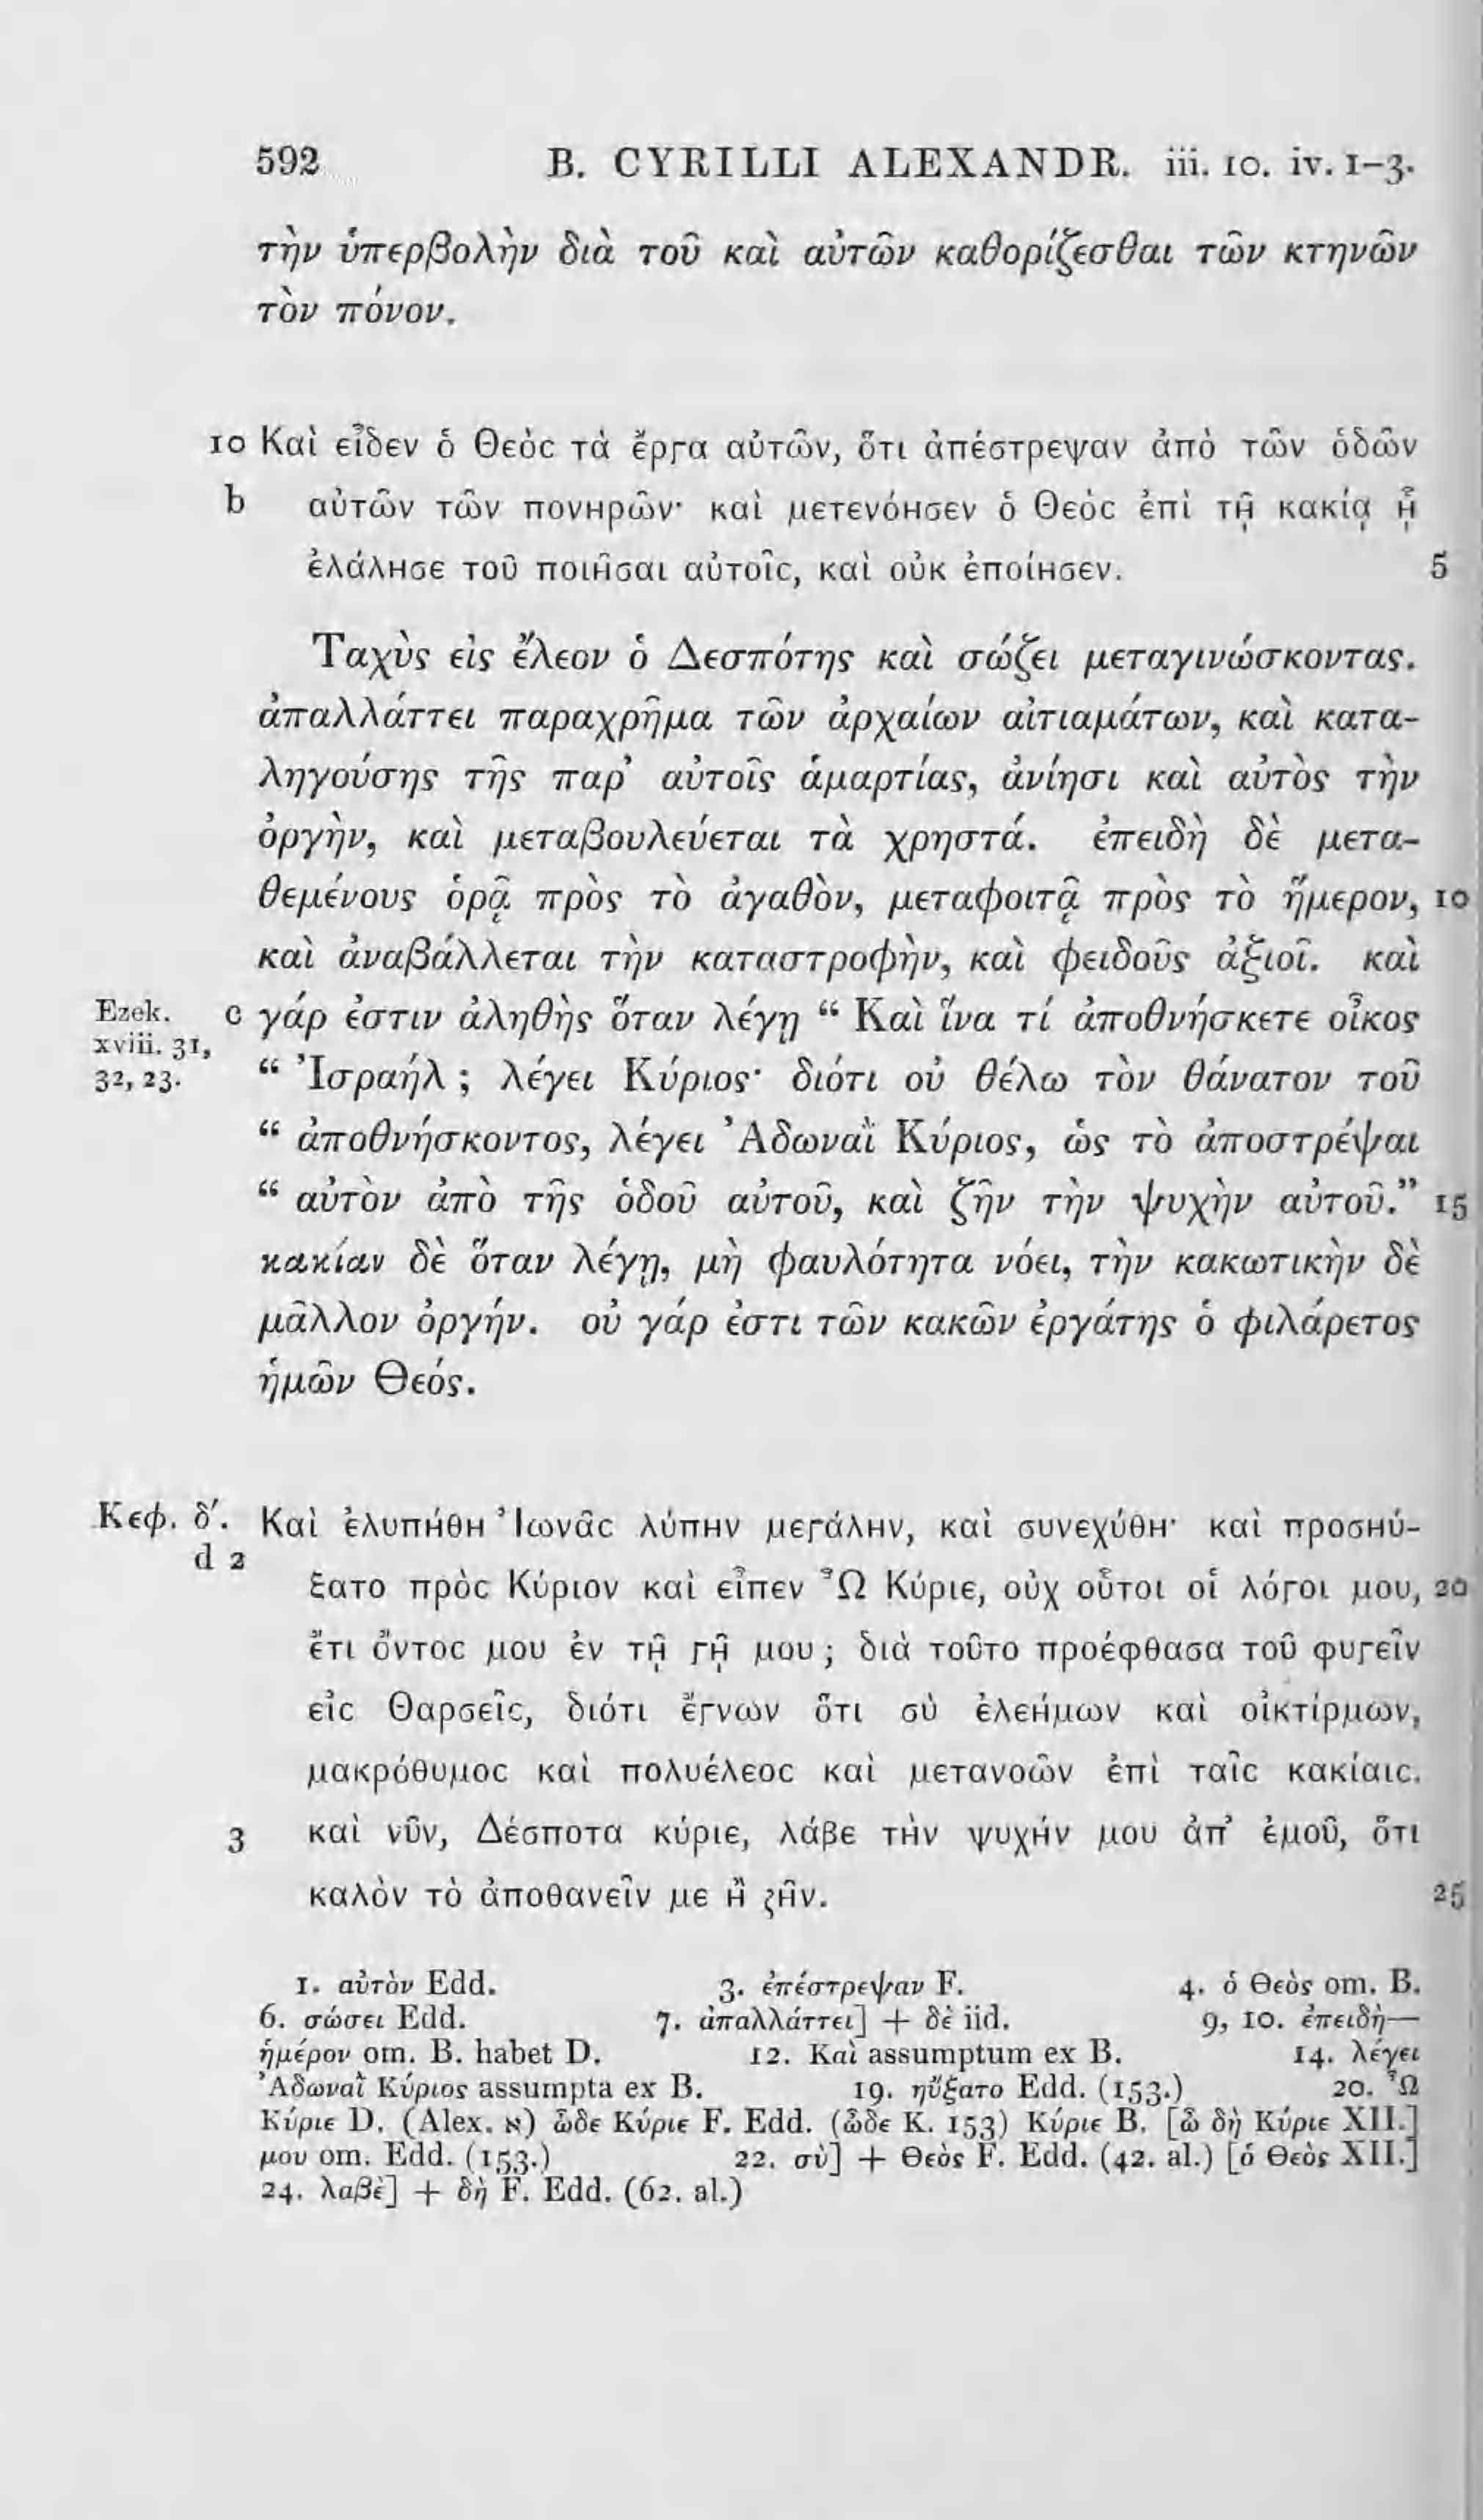 592 B. CYRILLI ALEXANDR. iii. 10. iv. 1–3.
τὴν ὑπερβολὴν διὰ τοῦ καὶ αὐτῶν καθορίζεσθαι τῶν κτηνῶν
τὸν πόνον.
10 Καὶ εἶδεν ὁ Θεὸς τὰ ἔργα αὐτῶν, ὅτι ἀπέστρεψαν ἀπὸ τῶν ὁδῶν
b αὐτῶν τῶν πονηρῶν· καὶ μετενόησεν ὁ Θεὸς ἐπὶ τῇ κακίᾳ ᾗ
ἐλάλησε τοῦ ποιῆσαι αὐτοῖς, καὶ οὐκ ἐποίησεν. 5
Ταχὺς εἰς ἔλεον ὁ Δεσπότης καὶ σώζει μεταγινώσκοντας.
ἀπαλλάττει παραχρῆμα τῶν ἀρχαίων αἰτιαμάτων, καὶ κατα-
ληγούσης τῆς παρ’ αὐτοῖς ἁμαρτίας, ἀνίησι καὶ αὐτὸς τὴν
ὀργὴν, καὶ μεταβουλεύεται τὰ χρηστά. ἐπειδὴ δὲ μετα-
θεμένους ὁρᾷ πρὸς τὸ ἀγαθὸν, μεταφοιτᾷ πρὸς τὸ ἥμερον, 10
καὶ ἀναβάλλεται τὴν καταστροφὴν, καὶ φειδοῦς ἀξιοῖ. καὶ
Ezek. xviii. 31, 32, 23. c γάρ ἐστιν ἀληθὴς ὅταν λέγῃ “ Καὶ ἵνα τί ἀποθνήσκετε οἶκος
“ Ἰσραήλ ; λέγει Κύριος· διότι οὐ θέλω τὸν θάνατον τοῦ
“ ἀποθνήσκοντος, λέγει Ἀδωναῒ Κύριος, ὡς τὸ ἀποστρέψαι
“ αὐτὸν ἀπὸ τῆς ὁδοῦ αὐτοῦ, καὶ ζῆν τὴν ψυχὴν αὐτοῦ.” 15
κακίαν δὲ ὅταν λέγῃ, μὴ φαυλότητα νόει, τὴν κακωτικὴν δὲ
μᾶλλον ὀργήν. οὐ γάρ ἐστι τῶν κακῶν ἐργάτης ὁ φιλάρετος
ἡμῶν Θεός.
Κεφ. δʹ. Καὶ ἐλυπήθη Ἰωνᾶς λύπην μεγάλην, καὶ συνεχύθη· καὶ προσηύ-
d 2 ξατο πρὸς Κύριον καὶ εἶπεν Ὦ Κύριε, οὐχ οὗτοι οἱ λόγοι μου, 20
ἔτι ὄντος μου ἐν τῇ γῇ μου ; διὰ τοῦτο προέφθασα τοῦ φυγεῖν
εἰς Θαρσεῖς, διότι ἔγνων ὅτι σὺ ἐλεήμων καὶ οἰκτίρμων,
μακρόθυμος καὶ πολυέλεος καὶ μετανοῶν ἐπὶ ταῖς κακίαις.
3 καὶ νῦν, Δέσποτα κύριε, λάβε τὴν ψυχήν μου ἀπ’ ἐμοῦ, ὅτι
καλὸν τὸ ἀποθανεῖν με ἢ ζῆν. 25
1. αὐτὸν Edd. 3. ἐπέστρεψαν F. 4. ὁ Θεὸς om. B.
6. σώσει Edd. 7. ἀπαλλάττει] + δὲ iid. 9, 10. ἐπειδὴ—
ἡμέρον om. B. habet D. 12. Καὶ assumptum ex B. 14. λέγει
Ἀδωναῒ Κύριος assumpta ex B. 19. ηὔξατο Edd. (153.) 20. Ὦ
Κύριε D. (Alex. א) ὧδε Κύριε F. Edd. (ὧδε K. 153) Κύριε B. [ὦ δὴ Κύριε XII.]
μου om. Edd. (153.) 22. σὺ] + Θεὸς F. Edd. (42. al.) [ὁ Θεὸς XII.]
24. λαβὲ] + δὴ F. Edd. (62. al.)